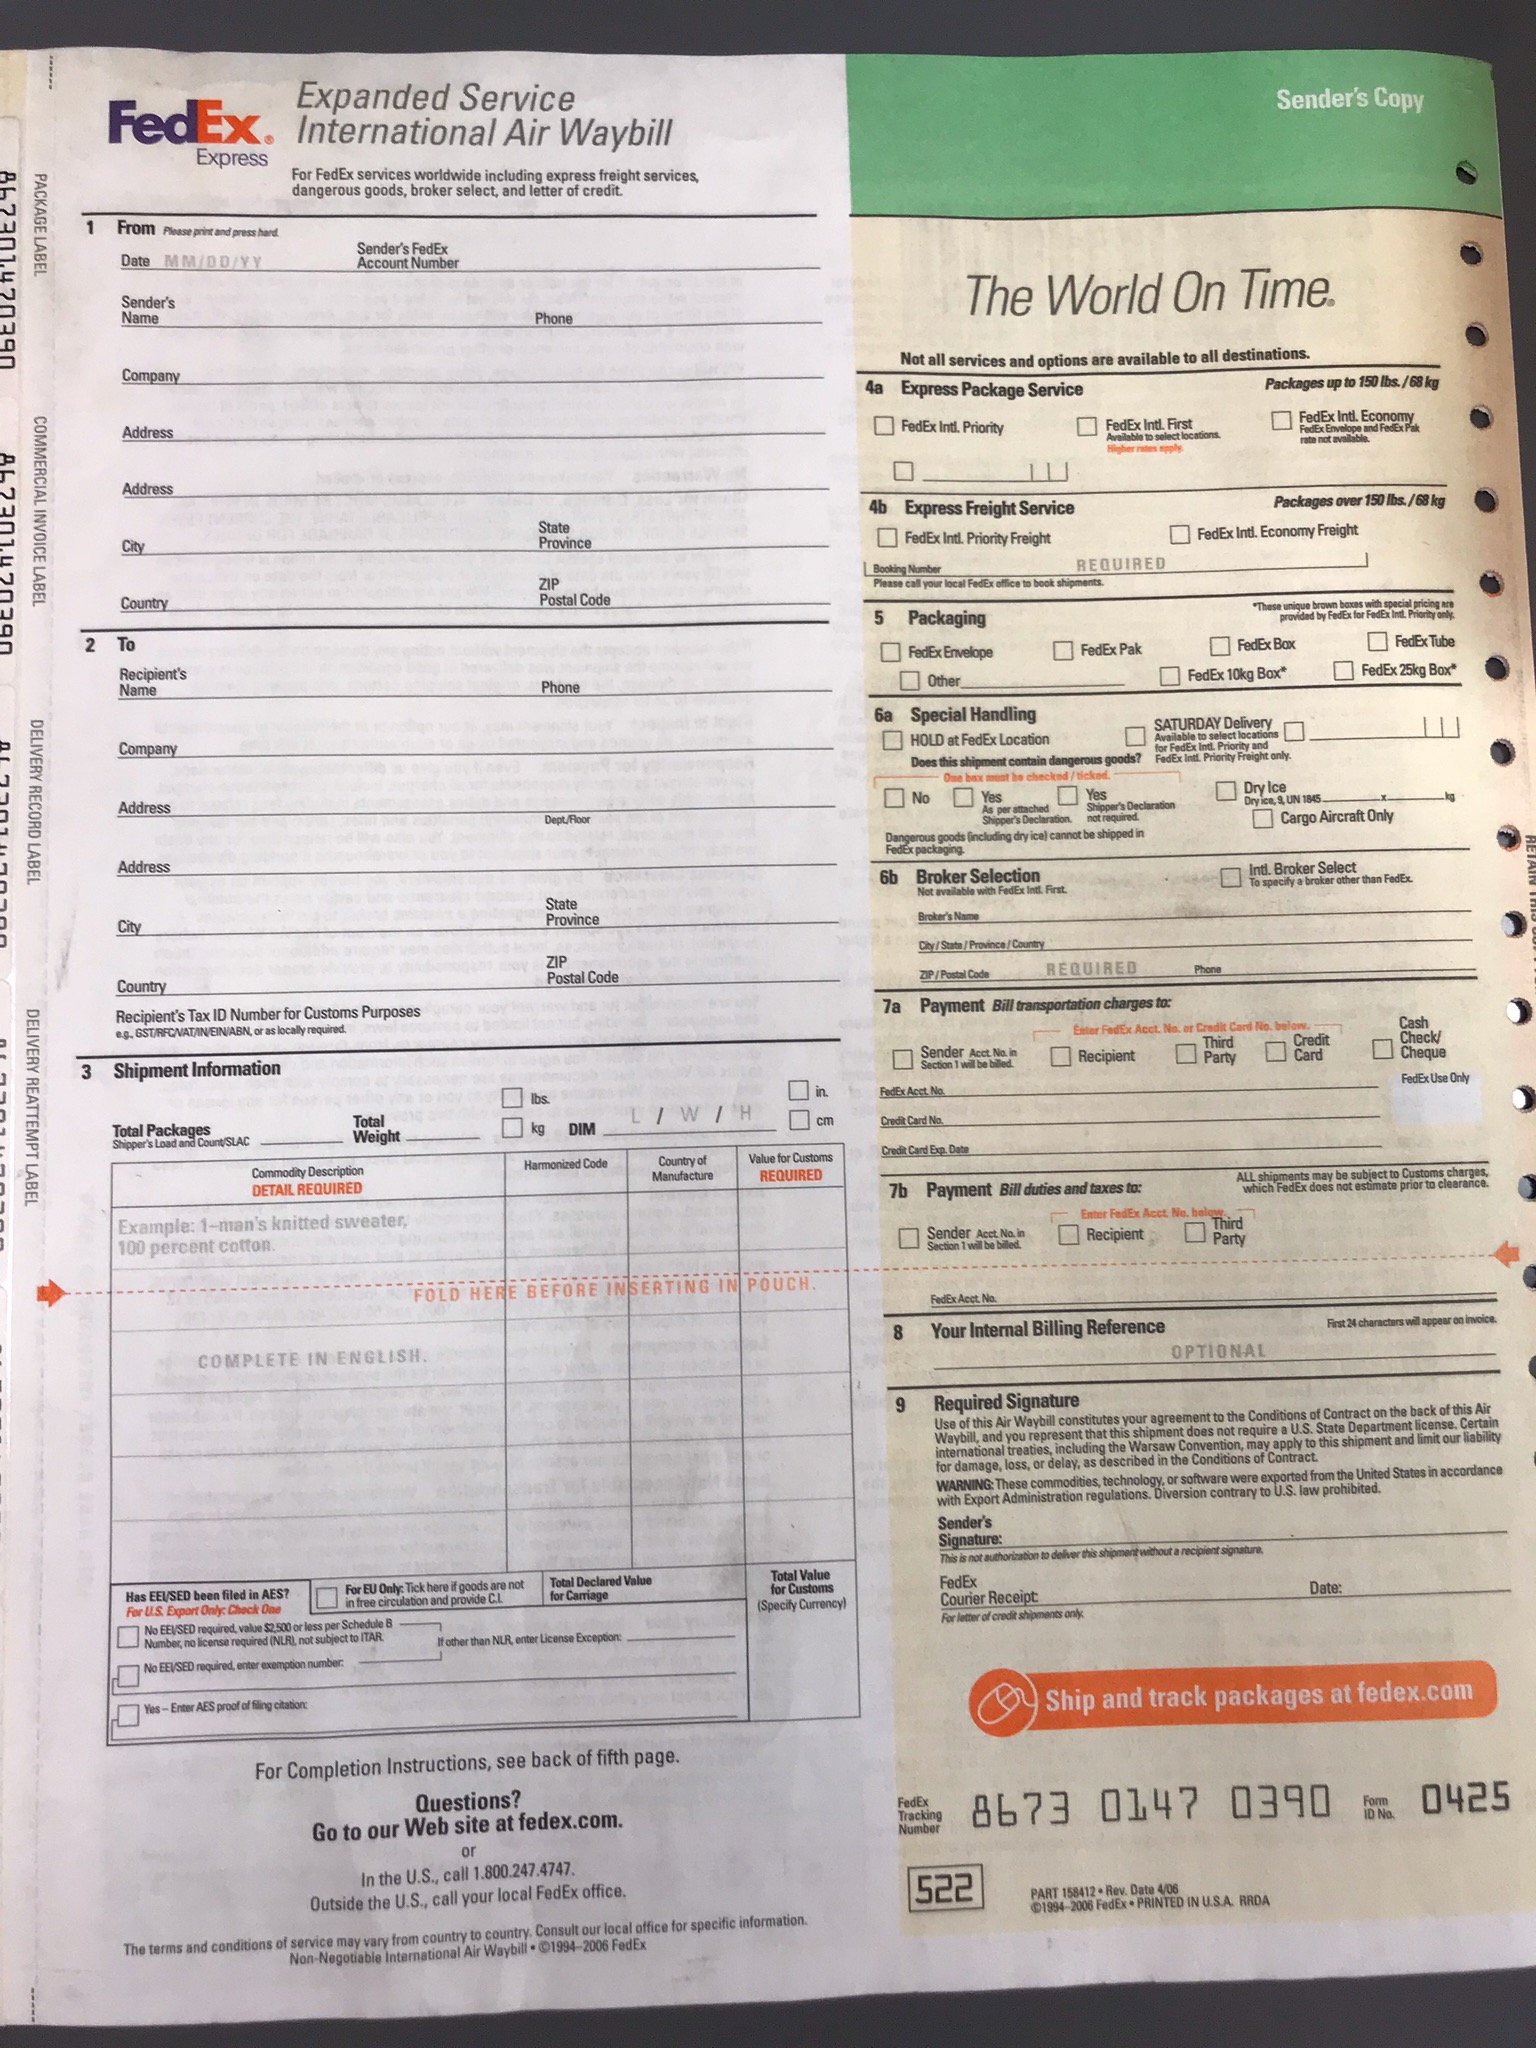 FedEx®
Express
Expanded Service
International Air Waybill
For FedEx services worldwide including express freight services,
dangerous goods, broker select, and letter of credit.
1 From Please print and press hard.
Date MM/DD/YY
Sender's FedEx
Account Number
Sender's
Name
Phone
Company
Address
Address
City
State
Province
Country
ZIP
Postal Code
2 To
Recipient's
Name
Phone
Company
Address
Dept./Floor
Address
City
State
Province
Country
ZIP
Postal Code
Recipient's Tax ID Number for Customs Purposes
e.g., GST/RFC/VAT/IN/EIN/ABN, or as locally required.
3 Shipment Information
Total Packages
Shipper's Load and Count/SLAC
Total
Weight
lbs.
kg
DIM L / W / H
in.
cm
Commodity Description
DETAIL REQUIRED
Harmonized Code
Country of
Manufacture
Value for Customs
REQUIRED
Example: 1-man's knitted sweater,
100 percent cotton.
FOLD HERE BEFORE INSERTING IN POUCH.
COMPLETE IN ENGLISH.
Has EEI/SED been filed in AES?
For U.S. Export Only: Check One
For EU Only: Tick here if goods are not
in free circulation and provide C.I.
Total Declared Value
for Carriage
Total Value
for Customs
(Specify Currency)
No EEI/SED required, value $2,500 or less per Schedule B
Number, no license required (NLR), not subject to ITAR.
If other than NLR, enter License Exception:
No EEI/SED required, enter exemption number:
Yes – Enter AES proof of filing citation:
For Completion Instructions, see back of fifth page.
Questions?
Go to our Web site at fedex.com.
or
In the U.S., call 1.800.247.4747.
Outside the U.S., call your local FedEx office.
The terms and conditions of service may vary from country to country. Consult our local office for specific information.
Non-Negotiable International Air Waybill • ©1994–2006 FedEx
Sender's Copy
The World On Time®
Not all services and options are available to all destinations.
4a Express Package Service Packages up to 150 lbs. / 68 kg
FedEx Intl. Priority
FedEx Intl. First
Available to select locations.
Higher rates apply.
FedEx Intl. Economy
FedEx Envelope and FedEx Pak
rate not available.
4b Express Freight Service Packages over 150 lbs. / 68 kg
FedEx Intl. Priority Freight
FedEx Intl. Economy Freight
Booking Number REQUIRED
Please call your local FedEx office to book shipments.
5 Packaging
*These unique brown boxes with special pricing are
provided by FedEx for FedEx Intl. Priority only.
FedEx Envelope
FedEx Pak
FedEx Box
FedEx Tube
Other
FedEx 10kg Box*
FedEx 25kg Box*
6a Special Handling
HOLD at FedEx Location
SATURDAY Delivery
Available to select locations
for FedEx Intl. Priority and
FedEx Intl. Priority Freight only.
Does this shipment contain dangerous goods?
One box must be checked / ticked.
No
Yes
As per attached
Shipper's Declaration.
Yes
Shipper's Declaration
not required.
Dry Ice
Dry ice, 9, UN 1845 x kg
Cargo Aircraft Only
Dangerous goods (including dry ice) cannot be shipped in
FedEx packaging.
6b Broker Selection
Not available with FedEx Intl. First.
Intl. Broker Select
To specify a broker other than FedEx.
Broker's Name
City / State / Province / Country
ZIP / Postal Code REQUIRED Phone
7a Payment Bill transportation charges to:
Enter FedEx Acct. No. or Credit Card No. below.
Sender Acct. No. in
Section 1 will be billed.
Recipient
Third
Party
Credit
Card
Cash
Check/
Cheque
FedEx Acct. No.
FedEx Use Only
Credit Card No.
Credit Card Exp. Date
7b Payment Bill duties and taxes to:
ALL shipments may be subject to Customs charges,
which FedEx does not estimate prior to clearance.
Enter FedEx Acct. No. below.
Sender Acct. No. in
Section 1 will be billed.
Recipient
Third
Party
FedEx Acct. No.
8 Your Internal Billing Reference First 24 characters will appear on invoice.
OPTIONAL
9 Required Signature
Use of this Air Waybill constitutes your agreement to the Conditions of Contract on the back of this Air
Waybill, and you represent that this shipment does not require a U.S. State Department license. Certain
international treaties, including the Warsaw Convention, may apply to this shipment and limit our liability
for damage, loss, or delay, as described in the Conditions of Contract.
WARNING: These commodities, technology, or software were exported from the United States in accordance
with Export Administration regulations. Diversion contrary to U.S. law prohibited.
Sender's
Signature:
This is not authorization to deliver this shipment without a recipient signature.
FedEx
Courier Receipt:
Date:
For letter of credit shipments only.
Ship and track packages at fedex.com
FedEx
Tracking
Number
8673 0147 0390
Form
ID No.
0425
522
PART 158412 • Rev. Date 4/06
©1994–2006 FedEx • PRINTED IN U.S.A. RRDA
PACKAGE LABEL
COMMERCIAL INVOICE LABEL
DELIVERY RECORD LABEL
DELIVERY REATTEMPT LABEL
867301470390
867301470390